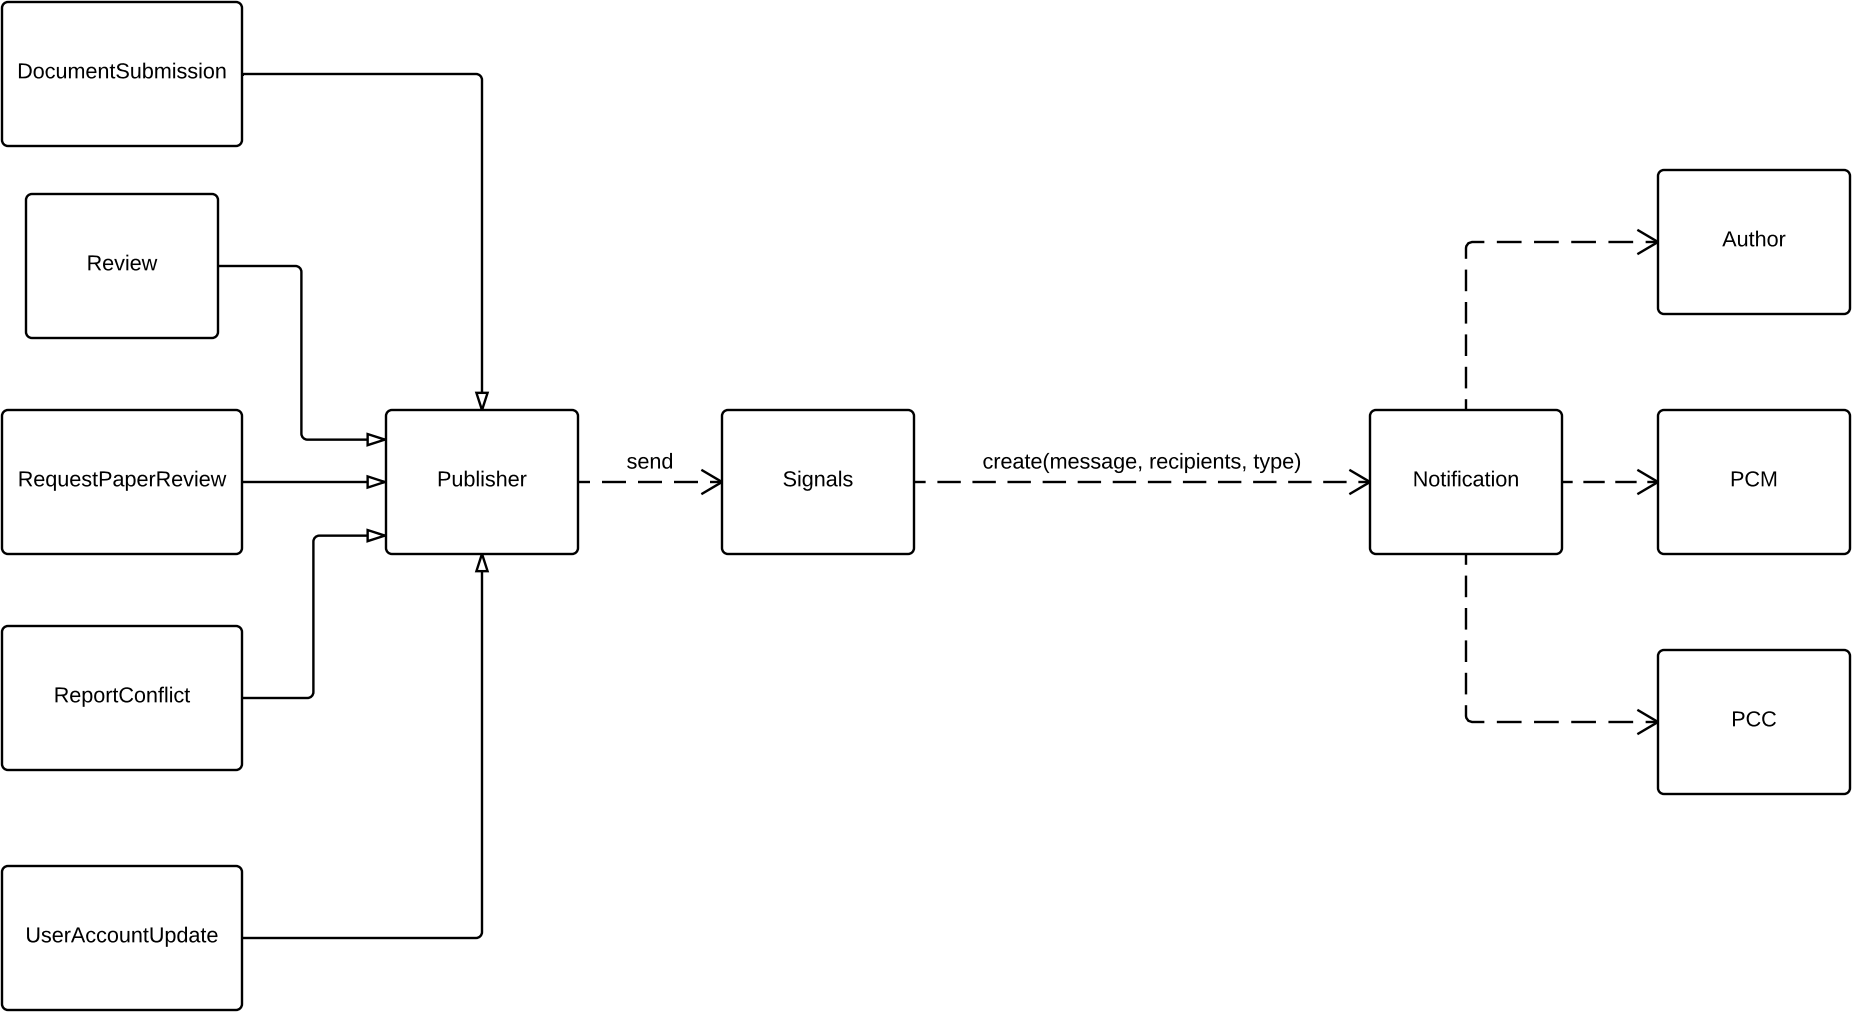 DocumentSubmission
Review
RequestPaperReview
ReportConflict
UserAccountUpdate
Publisher
send
Signals
create(message, recipients, type)
Notification
Author
PCM
PCC